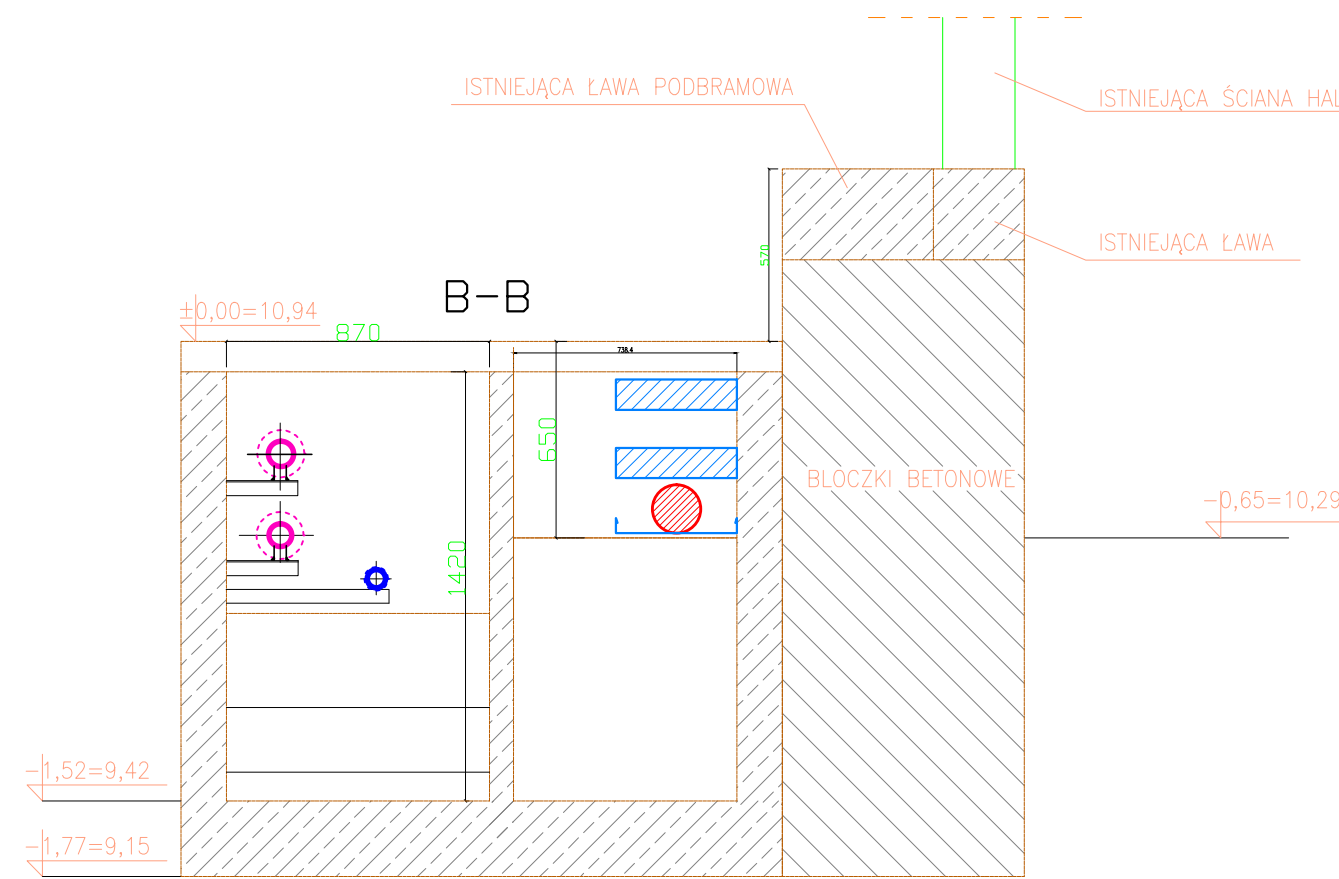 ISTNIEJĄCA ŁAWA PODBRAMOWA
ISTNIEJĄCA ŚCIANA HAL
ISTNIEJĄCA ŁAWA
570
B-B
±0,00=10,94
870
738.4
650
BLOCZKI BETONOWE
-0,65=10,29
1420
-1,52=9,42
-1,77=9,15